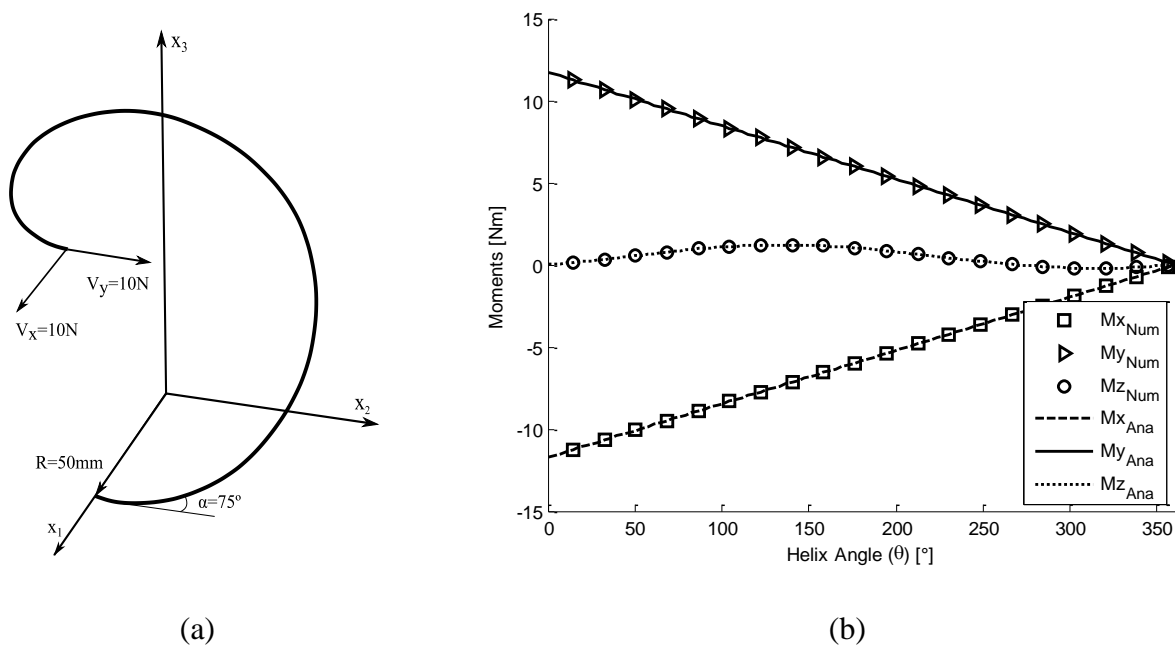 x3
Vy=10N
Vx=10N
x2
R=50mm
α=75º
x1
(a)
15
10
5
0
-5
-10
-15
Moments [Nm]
0 50 100 150 200 250 300 350
Helix Angle (θ) [°]
MxNum
MyNum
MzNum
MxAna
MyAna
MzAna
(b)